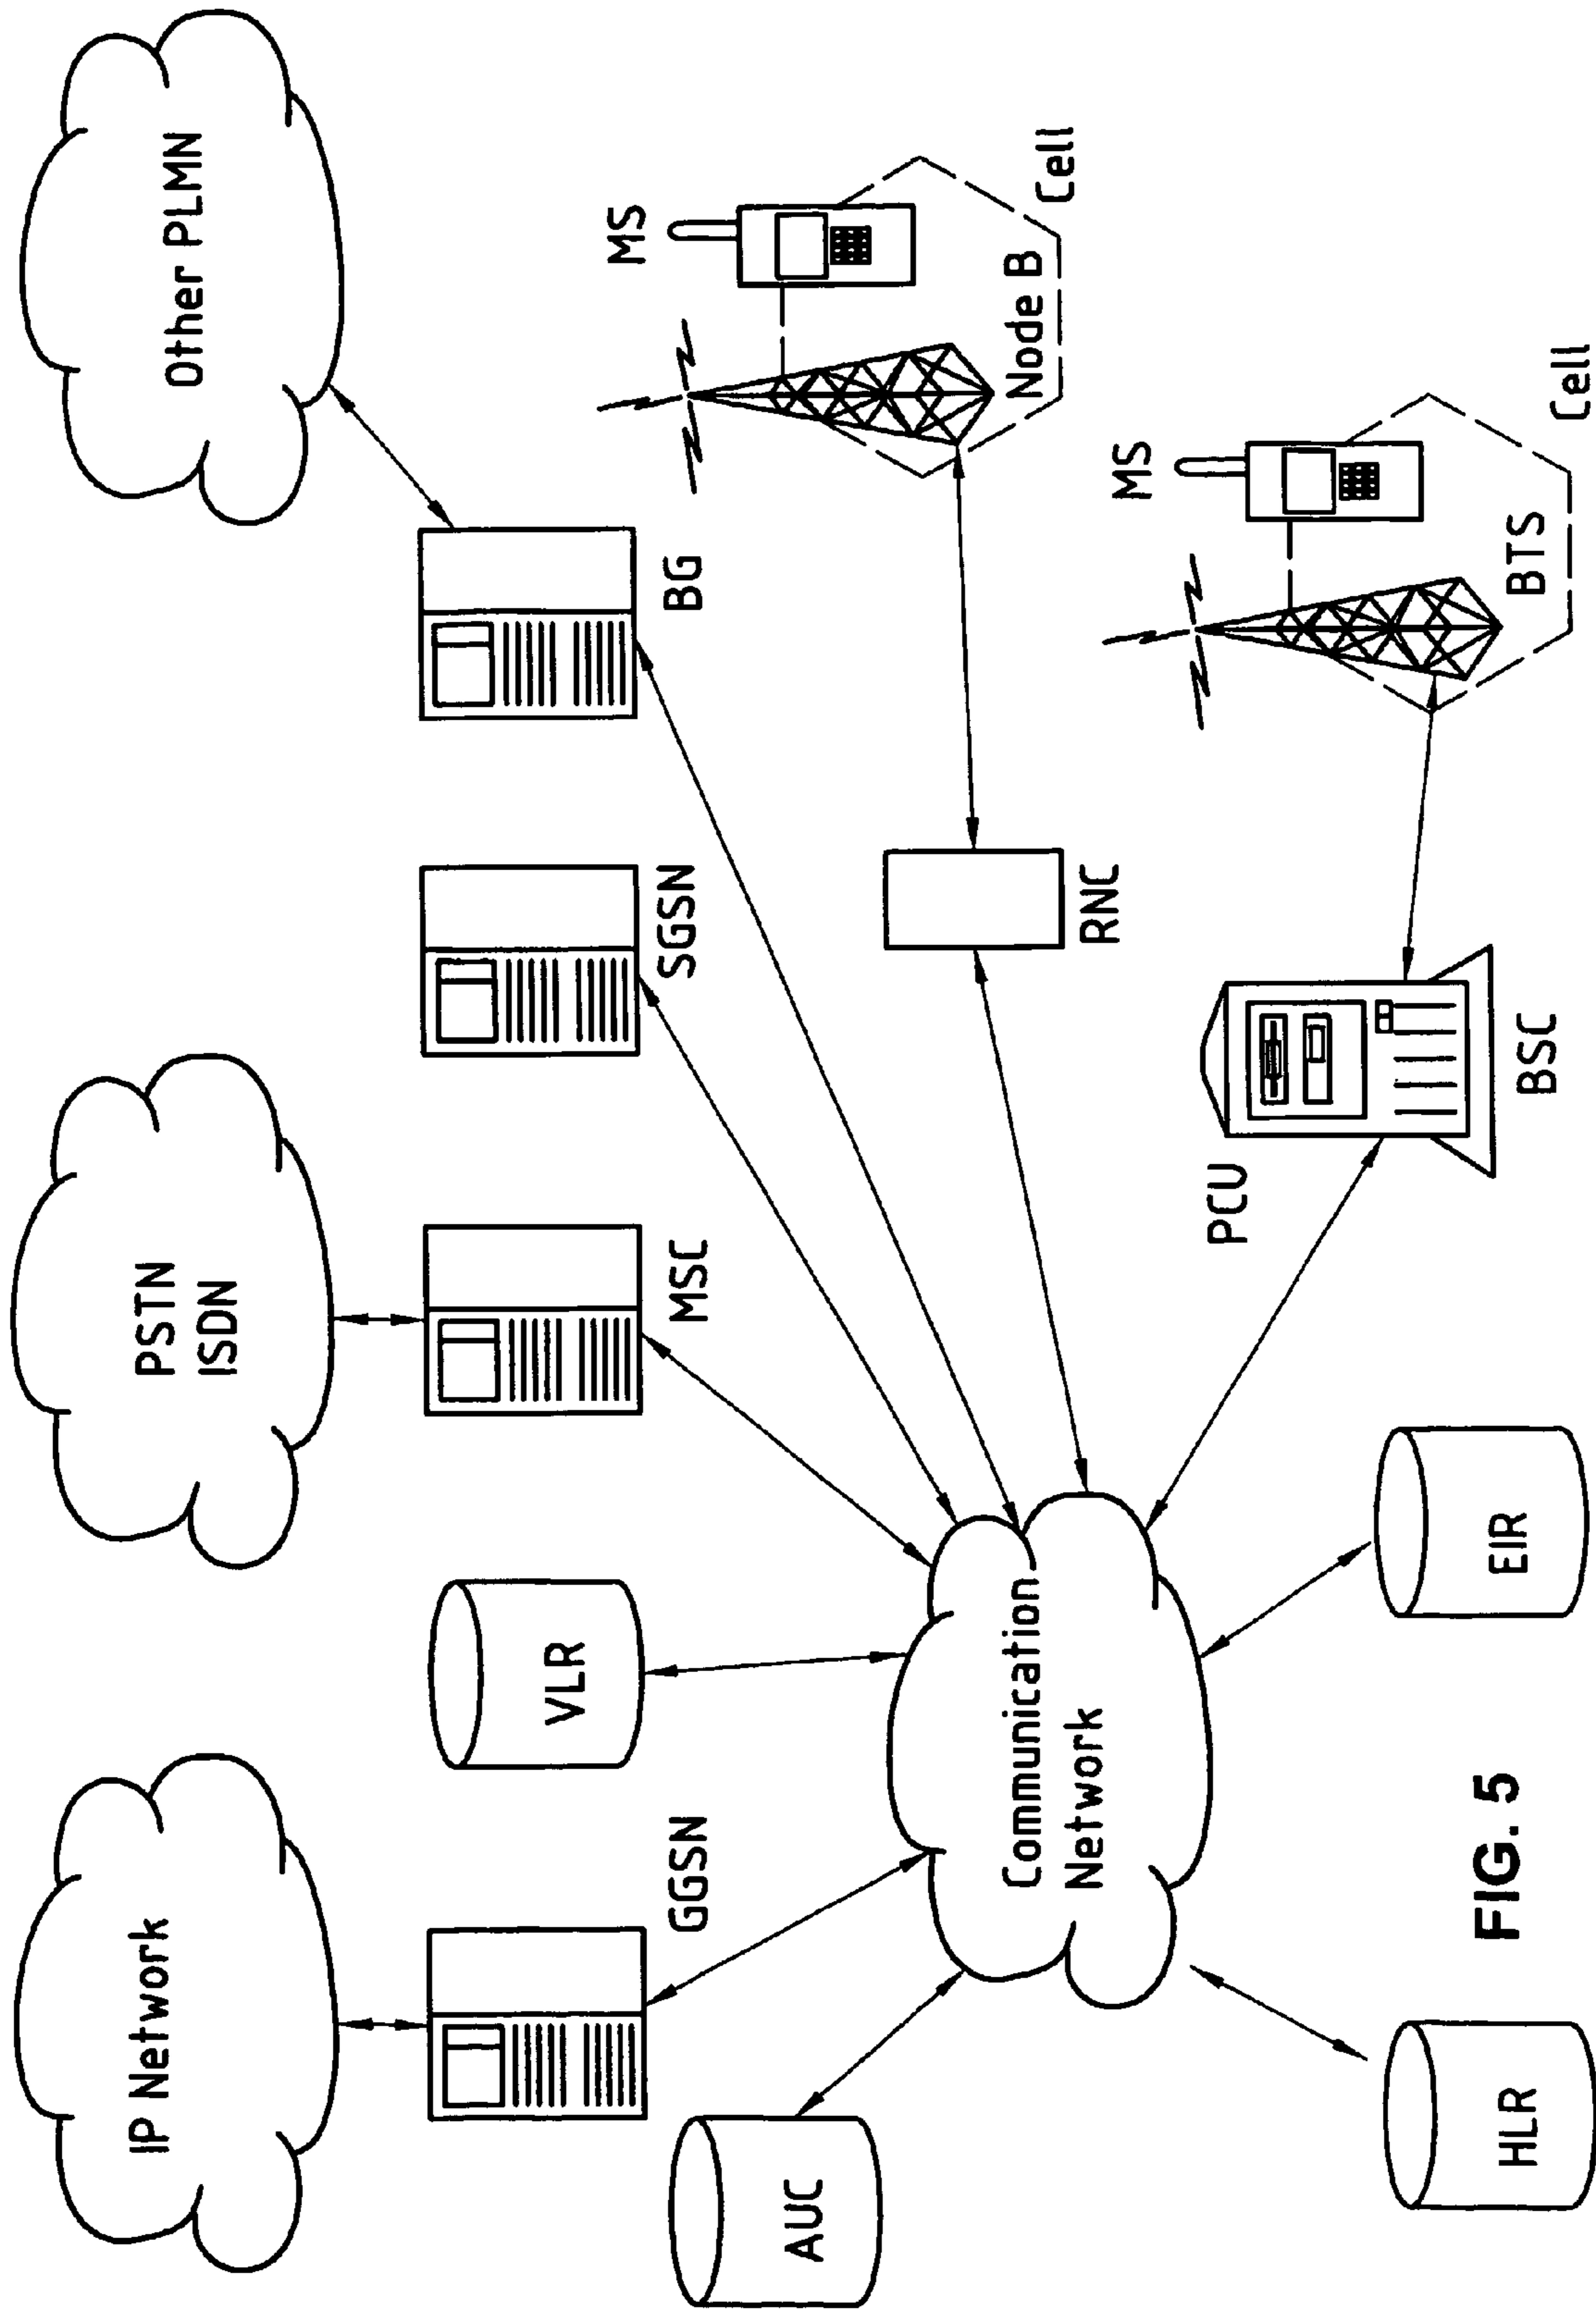 IP Network
PSTN
ISDN
Other PLMN
GGSN
VLR
MSC
SGSN
BG
AUC
Communication
Network
RNC
MS
Node B
Cell
HLR
EIR
PCU
BSC
MS
BTS
Cell
FIG. 5